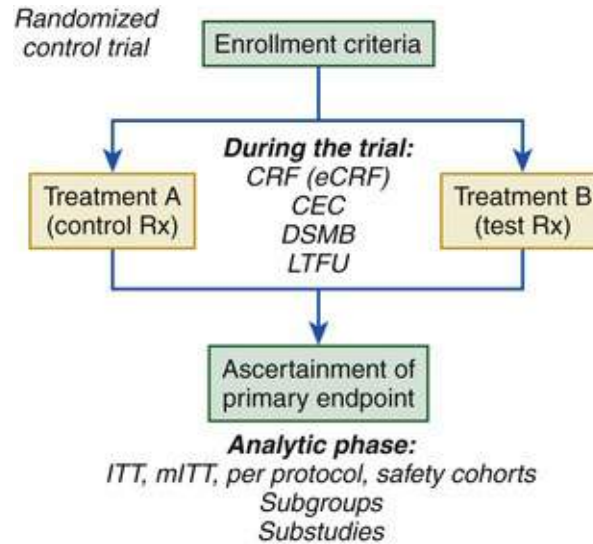 Randomized
control trial
Enrollment criteria
During the trial:
CRF (eCRF)
CEC
DSMB
LTFU
Treatment A
(control Rx)
Treatment B
(test Rx)
Ascertainment of
primary endpoint
Analytic phase:
ITT, mITT, per protocol, safety cohorts
Subgroups
Substudies